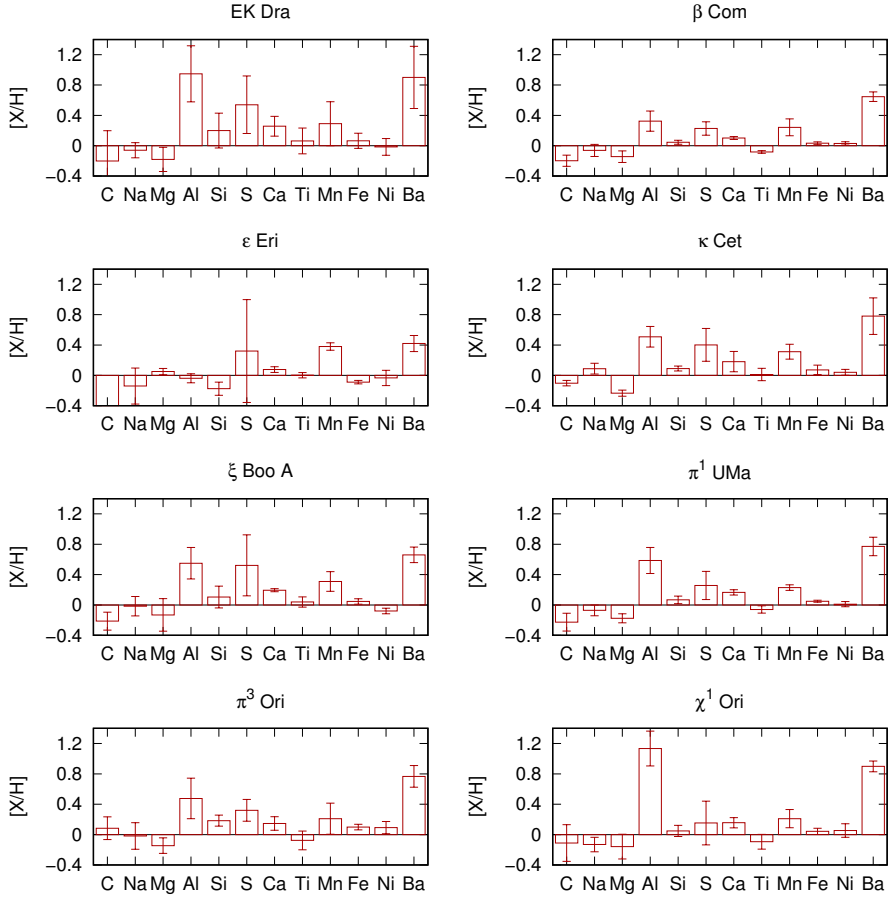 EK Dra
[X/H]
1.2
0.8
0.4
0
−0.4
C Na Mg Al Si S Ca Ti Mn Fe Ni Ba
β Com
[X/H]
1.2
0.8
0.4
0
−0.4
C Na Mg Al Si S Ca Ti Mn Fe Ni Ba
ε Eri
[X/H]
1.2
0.8
0.4
0
−0.4
C Na Mg Al Si S Ca Ti Mn Fe Ni Ba
κ Cet
[X/H]
1.2
0.8
0.4
0
−0.4
C Na Mg Al Si S Ca Ti Mn Fe Ni Ba
ξ Boo A
[X/H]
1.2
0.8
0.4
0
−0.4
C Na Mg Al Si S Ca Ti Mn Fe Ni Ba
π¹ UMa
[X/H]
1.2
0.8
0.4
0
−0.4
C Na Mg Al Si S Ca Ti Mn Fe Ni Ba
π³ Ori
[X/H]
1.2
0.8
0.4
0
−0.4
C Na Mg Al Si S Ca Ti Mn Fe Ni Ba
χ¹ Ori
[X/H]
1.2
0.8
0.4
0
−0.4
C Na Mg Al Si S Ca Ti Mn Fe Ni Ba